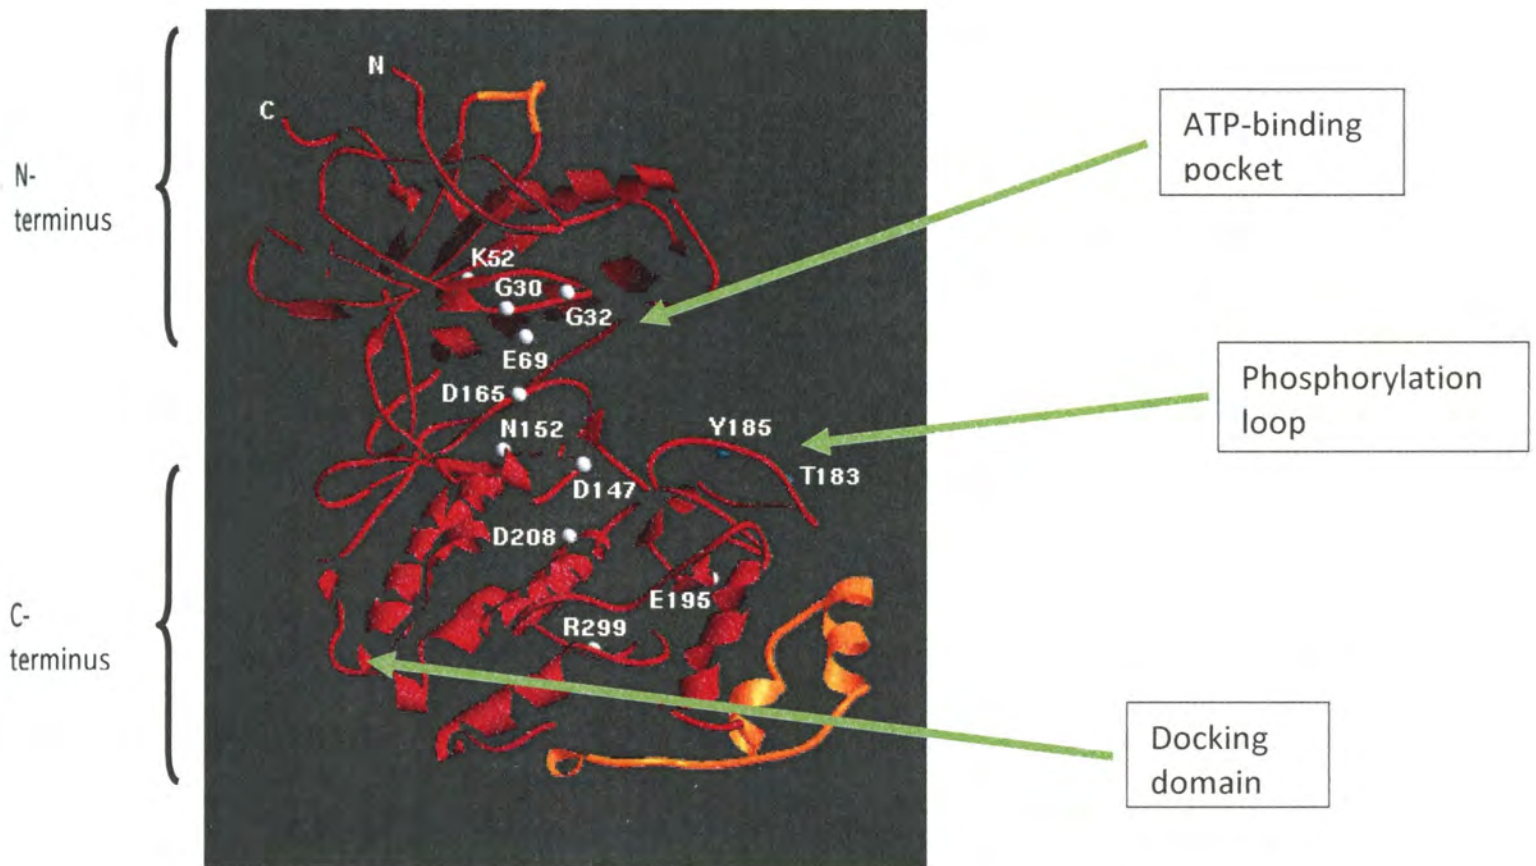 N-
terminus
C-
terminus
N
C
K52
G30
G32
E69
D165
N152
Y185
T183
D147
D208
E195
R299
ATP-binding
pocket
Phosphorylation
loop
Docking
domain